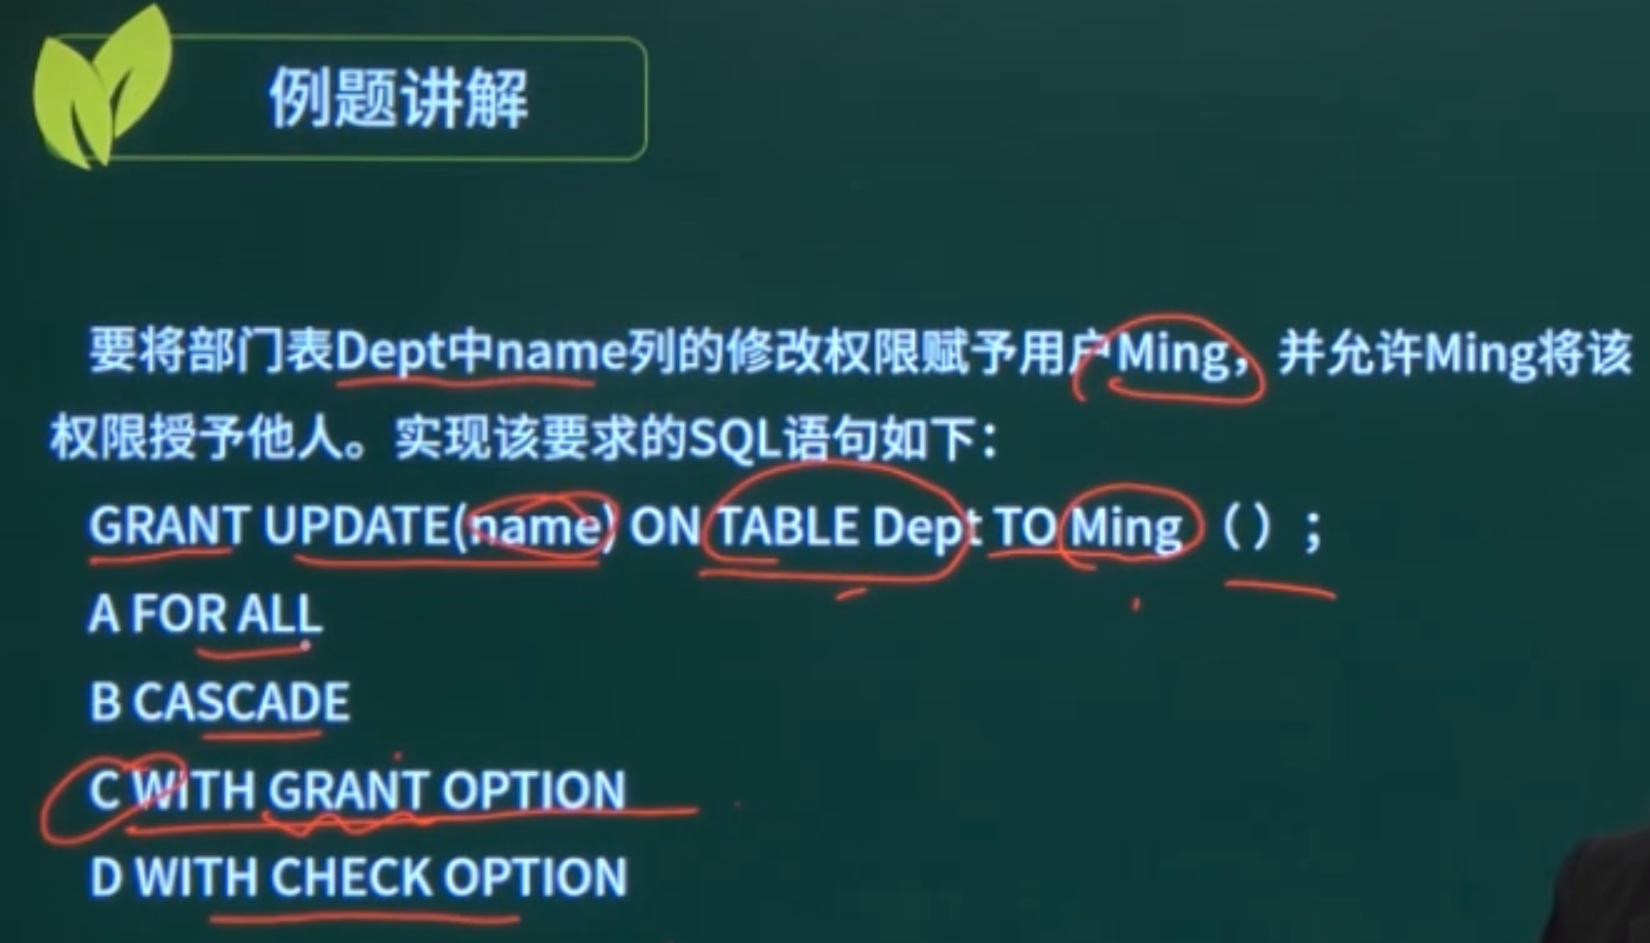 例题讲解
要将部门表Dept中name列的修改权限赋予用户Ming，并允许Ming将该
权限授予他人。实现该要求的SQL语句如下：
GRANT UPDATE(name) ON TABLE Dept TO Ming（）；
A FOR ALL
B CASCADE
C WITH GRANT OPTION
D WITH CHECK OPTION